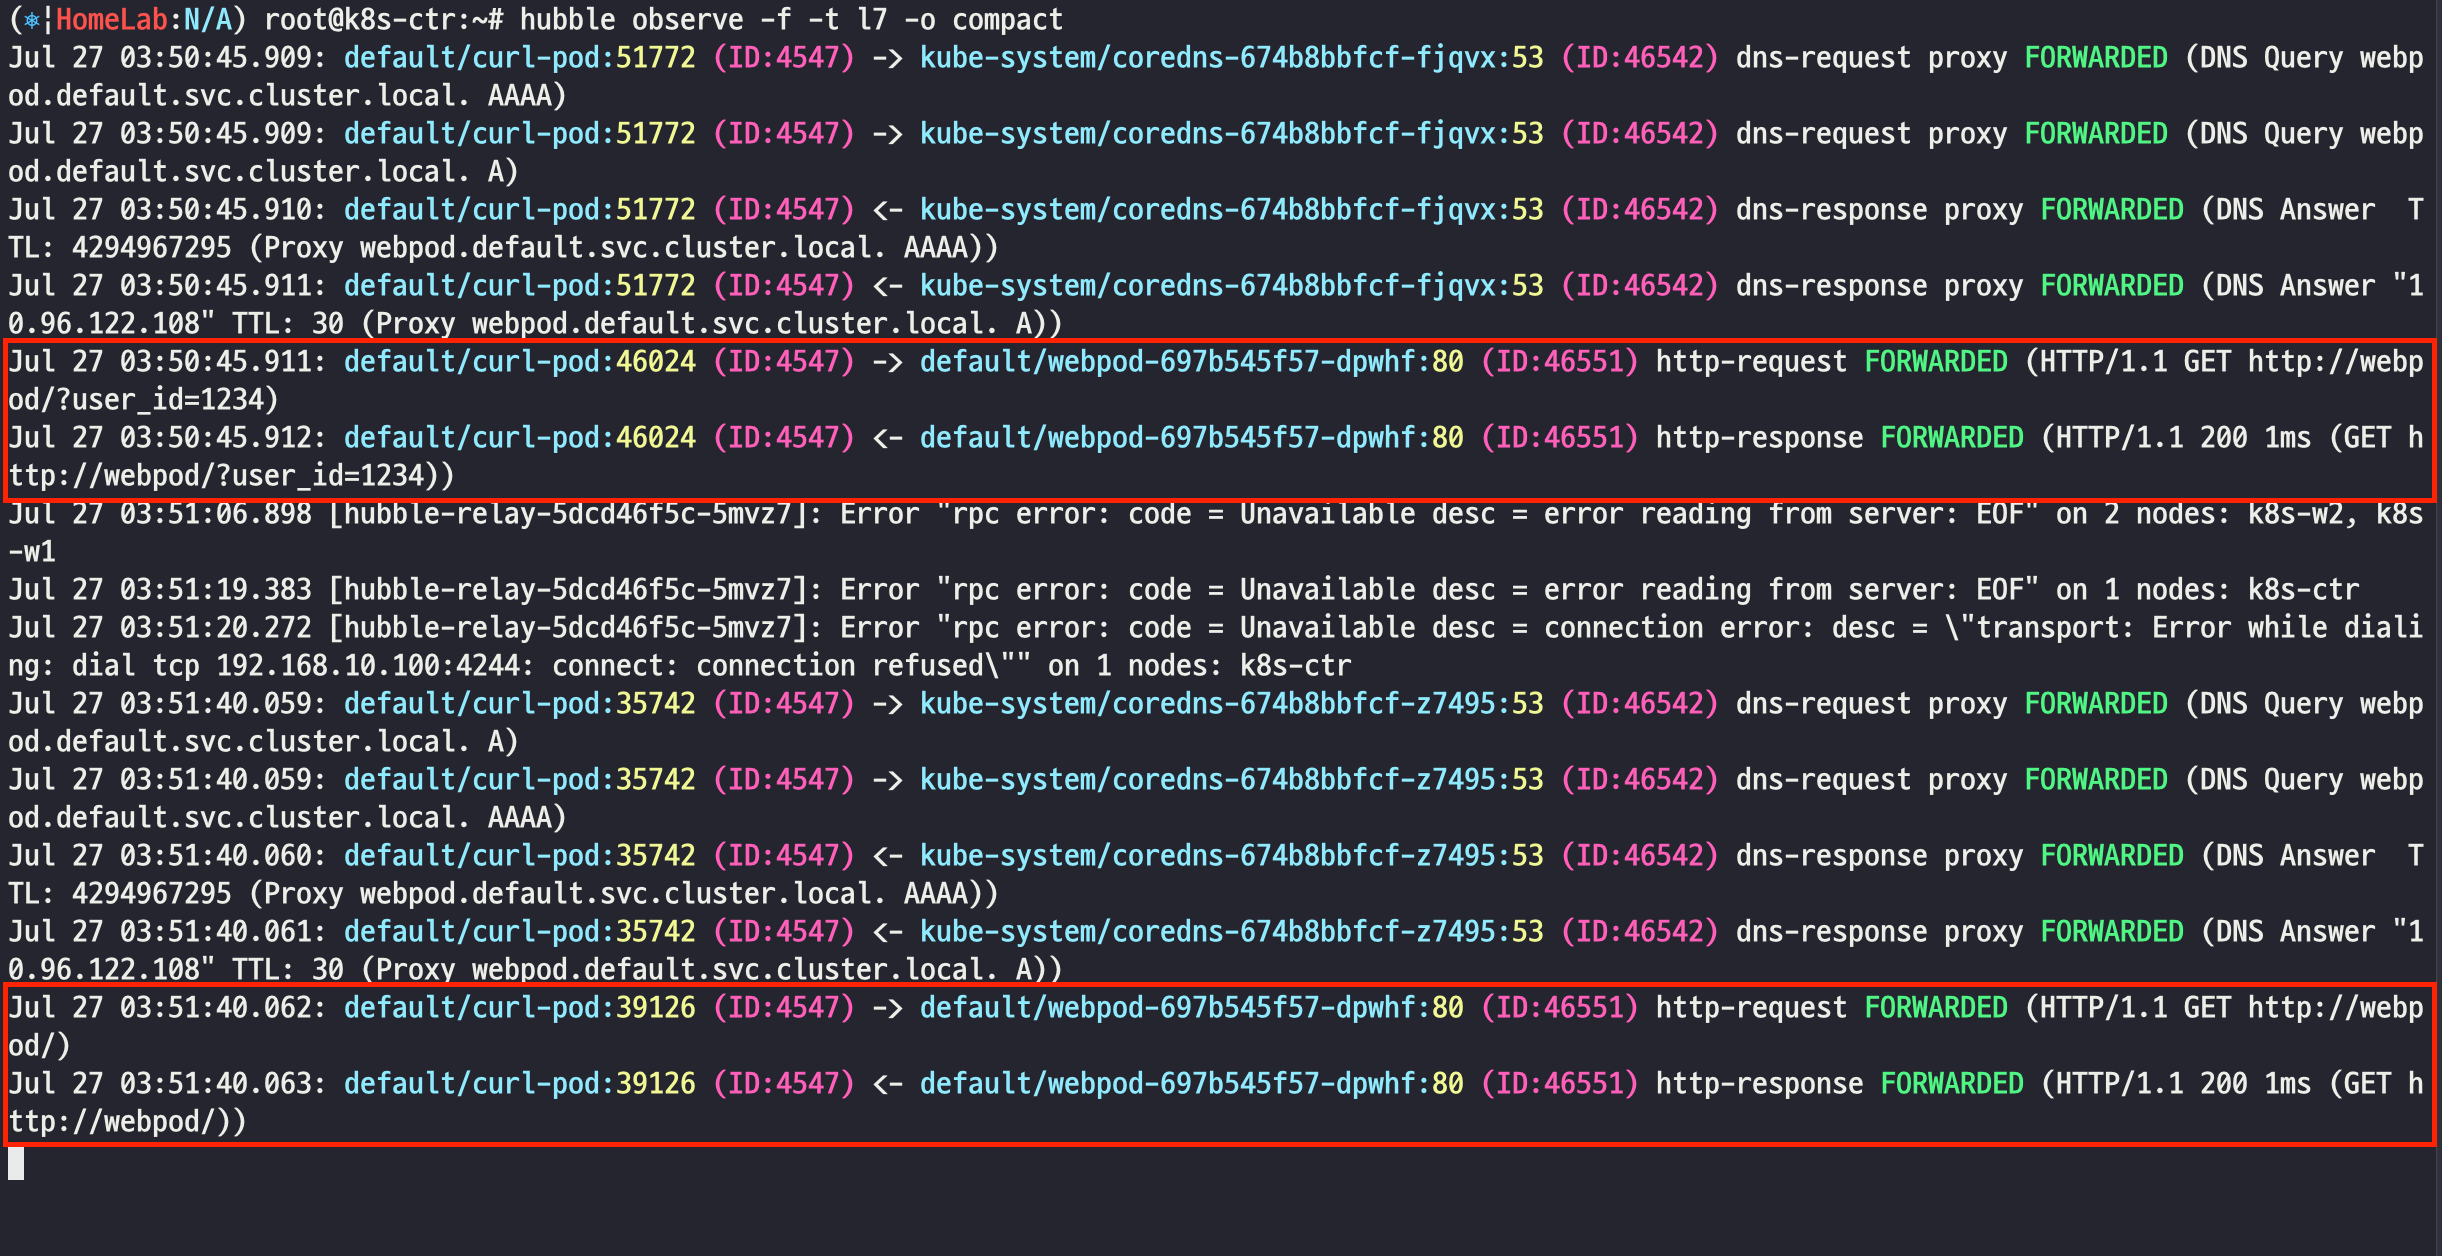 (⎈¦HomeLab:N/A) root@k8s-ctr:~# hubble observe -f -t l7 -o compact
Jul 27 03:50:45.909: default/curl-pod:51772 (ID:4547) -> kube-system/coredns-674b8bbfcf-fjqvx:53 (ID:46542) dns-request proxy FORWARDED (DNS Query webp
od.default.svc.cluster.local. AAAA)
Jul 27 03:50:45.909: default/curl-pod:51772 (ID:4547) -> kube-system/coredns-674b8bbfcf-fjqvx:53 (ID:46542) dns-request proxy FORWARDED (DNS Query webp
od.default.svc.cluster.local. A)
Jul 27 03:50:45.910: default/curl-pod:51772 (ID:4547) <- kube-system/coredns-674b8bbfcf-fjqvx:53 (ID:46542) dns-response proxy FORWARDED (DNS Answer  T
TL: 4294967295 (Proxy webpod.default.svc.cluster.local. AAAA))
Jul 27 03:50:45.911: default/curl-pod:51772 (ID:4547) <- kube-system/coredns-674b8bbfcf-fjqvx:53 (ID:46542) dns-response proxy FORWARDED (DNS Answer "1
0.96.122.108" TTL: 30 (Proxy webpod.default.svc.cluster.local. A))
Jul 27 03:50:45.911: default/curl-pod:46024 (ID:4547) -> default/webpod-697b545f57-dpwhf:80 (ID:46551) http-request FORWARDED (HTTP/1.1 GET http://webp
od/?user_id=1234)
Jul 27 03:50:45.912: default/curl-pod:46024 (ID:4547) <- default/webpod-697b545f57-dpwhf:80 (ID:46551) http-response FORWARDED (HTTP/1.1 200 1ms (GET h
ttp://webpod/?user_id=1234))
Jul 27 03:51:06.898 [hubble-relay-5dcd46f5c-5mvz7]: Error "rpc error: code = Unavailable desc = error reading from server: EOF" on 2 nodes: k8s-w2, k8s
-w1
Jul 27 03:51:19.383 [hubble-relay-5dcd46f5c-5mvz7]: Error "rpc error: code = Unavailable desc = error reading from server: EOF" on 1 nodes: k8s-ctr
Jul 27 03:51:20.272 [hubble-relay-5dcd46f5c-5mvz7]: Error "rpc error: code = Unavailable desc = connection error: desc = \"transport: Error while diali
ng: dial tcp 192.168.10.100:4244: connect: connection refused\"" on 1 nodes: k8s-ctr
Jul 27 03:51:40.059: default/curl-pod:35742 (ID:4547) -> kube-system/coredns-674b8bbfcf-z7495:53 (ID:46542) dns-request proxy FORWARDED (DNS Query webp
od.default.svc.cluster.local. A)
Jul 27 03:51:40.059: default/curl-pod:35742 (ID:4547) -> kube-system/coredns-674b8bbfcf-z7495:53 (ID:46542) dns-request proxy FORWARDED (DNS Query webp
od.default.svc.cluster.local. AAAA)
Jul 27 03:51:40.060: default/curl-pod:35742 (ID:4547) <- kube-system/coredns-674b8bbfcf-z7495:53 (ID:46542) dns-response proxy FORWARDED (DNS Answer  T
TL: 4294967295 (Proxy webpod.default.svc.cluster.local. AAAA))
Jul 27 03:51:40.061: default/curl-pod:35742 (ID:4547) <- kube-system/coredns-674b8bbfcf-z7495:53 (ID:46542) dns-response proxy FORWARDED (DNS Answer "1
0.96.122.108" TTL: 30 (Proxy webpod.default.svc.cluster.local. A))
Jul 27 03:51:40.062: default/curl-pod:39126 (ID:4547) -> default/webpod-697b545f57-dpwhf:80 (ID:46551) http-request FORWARDED (HTTP/1.1 GET http://webp
od/)
Jul 27 03:51:40.063: default/curl-pod:39126 (ID:4547) <- default/webpod-697b545f57-dpwhf:80 (ID:46551) http-response FORWARDED (HTTP/1.1 200 1ms (GET h
ttp://webpod/))